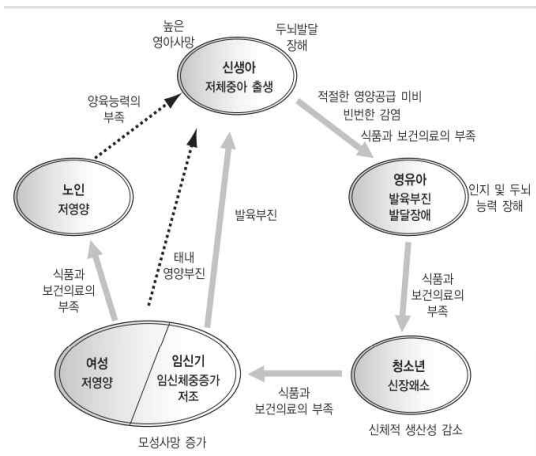 높은
영아사망
두뇌발달
장해
신생아
저체중아 출생
양육능력의
부족
적절한 영양공급 미비
빈번한 감염
식품과 보건의료의 부족
노인
저영양
영유아
발육부진
발달장애
인지 및 두뇌
능력 장해
발육부진
태내
영양부진
식품과
보건의료의
부족
식품과
보건의료의
부족
여성
저영양
임신기
임신체중증가
저조
청소년
신장왜소
식품과
보건의료의 부족
모성사망 증가
신체적 생산성 감소